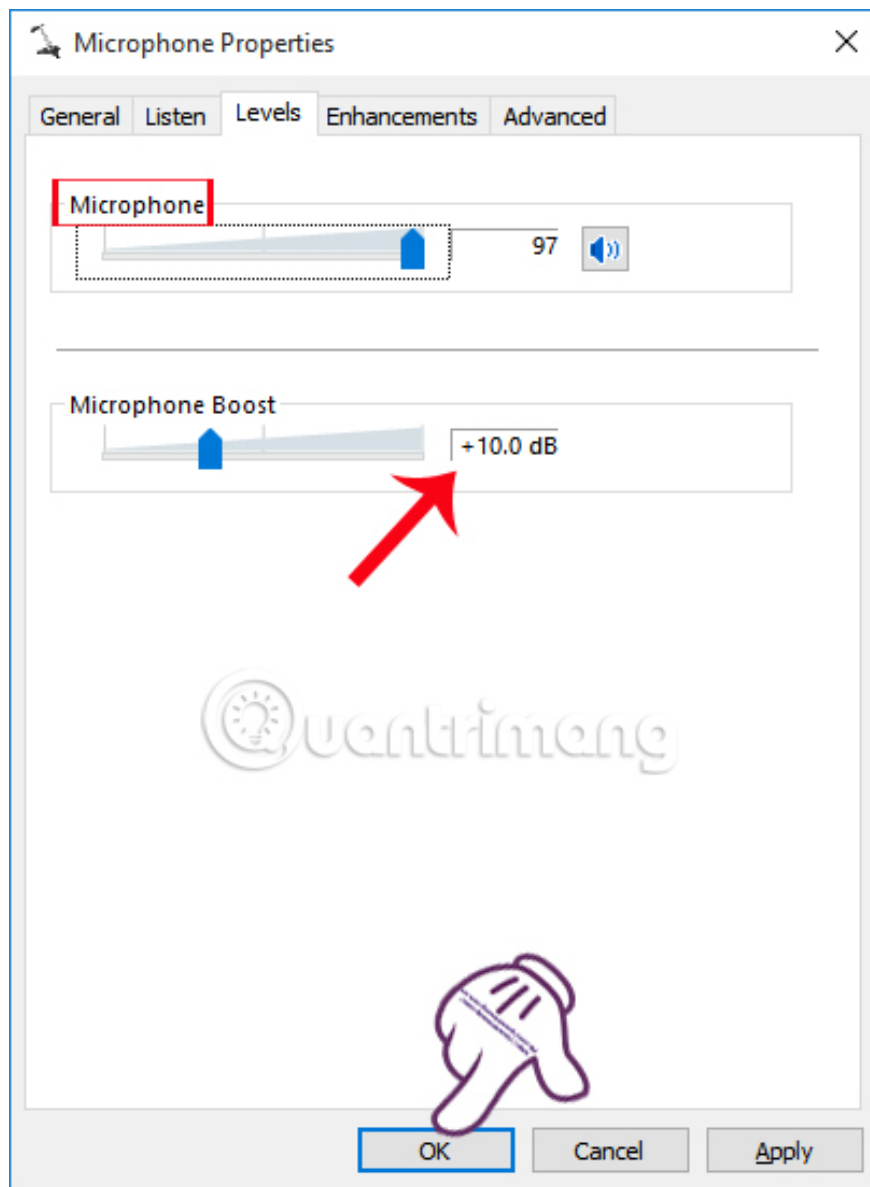 Microphone Properties
General Listen Levels Enhancements Advanced
Microphone
97
Microphone Boost
+10.0 dB
Quantrimang
OK Cancel Apply